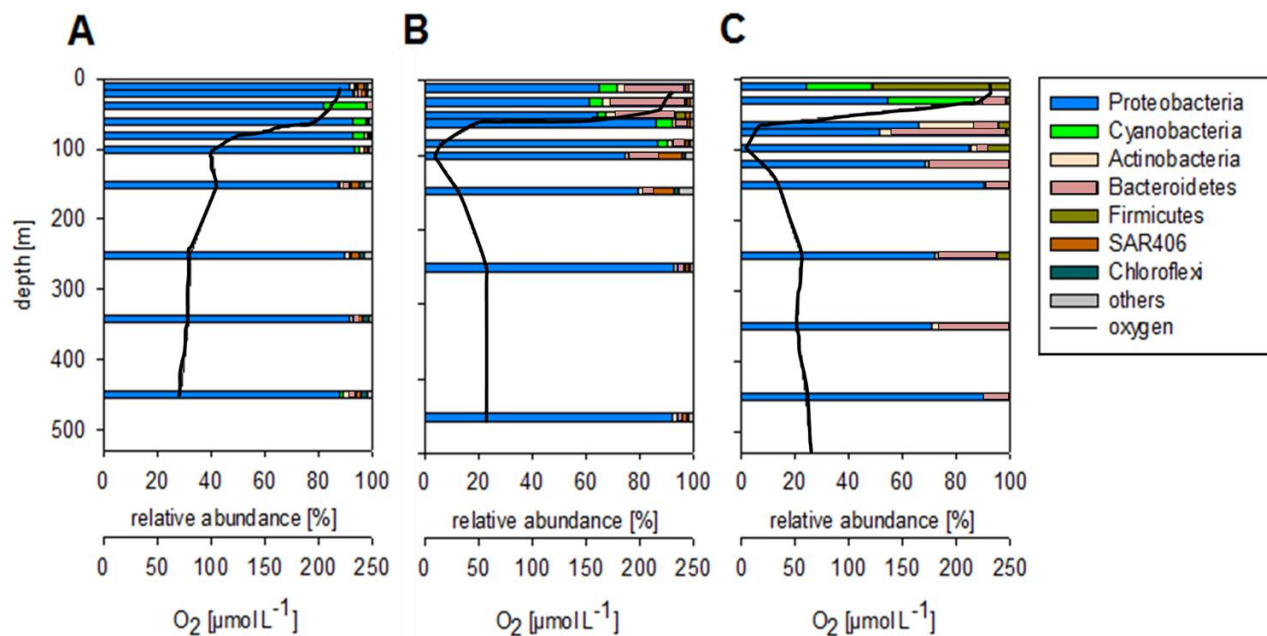 A
B
C
0
100
200
300
400
500
depth [m]
0 20 40 60 80 100
0 20 40 60 80 100
0 20 40 60 80 100
relative abundance [%]
relative abundance [%]
relative abundance [%]
0 50 100 150 200 250
0 50 100 150 200 250
0 50 100 150 200 250
O₂ [µmol L⁻¹]
O₂ [µmol L⁻¹]
O₂ [µmol L⁻¹]
Proteobacteria
Cyanobacteria
Actinobacteria
Bacteroidetes
Firmicutes
SAR406
Chloroflexi
others
oxygen